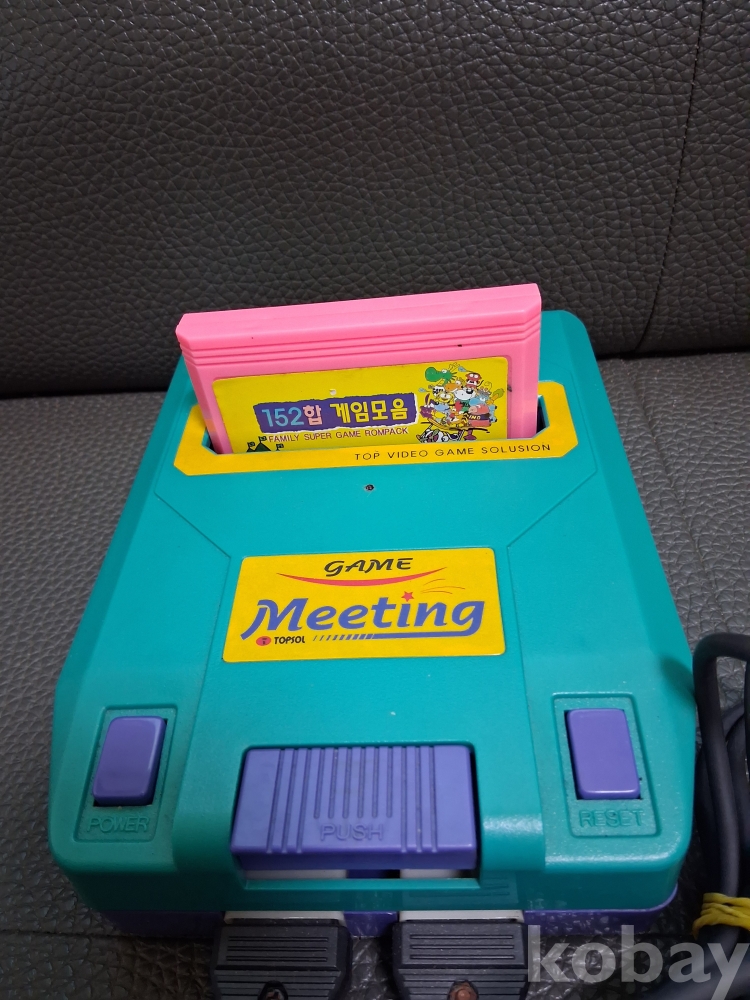 152합 게임모음
FAMILY SUPER GAME ROMPACK
TOP VIDEO GAME SOLUSION
GAME
Meeting
TOPSOL
POWER
PUSH
RESET
kobay